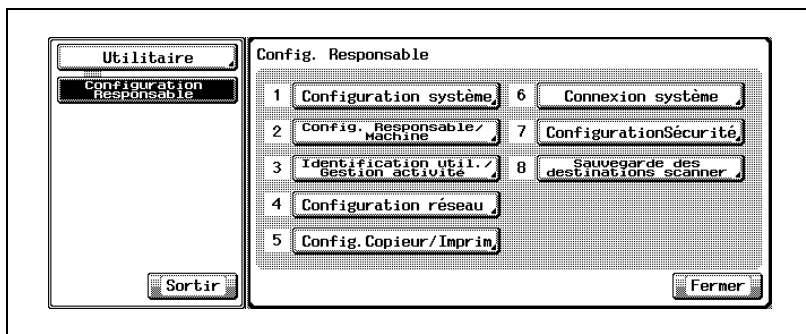 Utilitaire
Configuration
Responsable
Sortir
Config. Responsable
1 Configuration système
2 Config. Responsable/
Machine
3 Identification util./
Gestion activité
4 Configuration réseau
5 Config.Copieur/Imprim
6 Connexion système
7 ConfigurationSécurité
8 Sauvegarde des
destinations scanner
Fermer